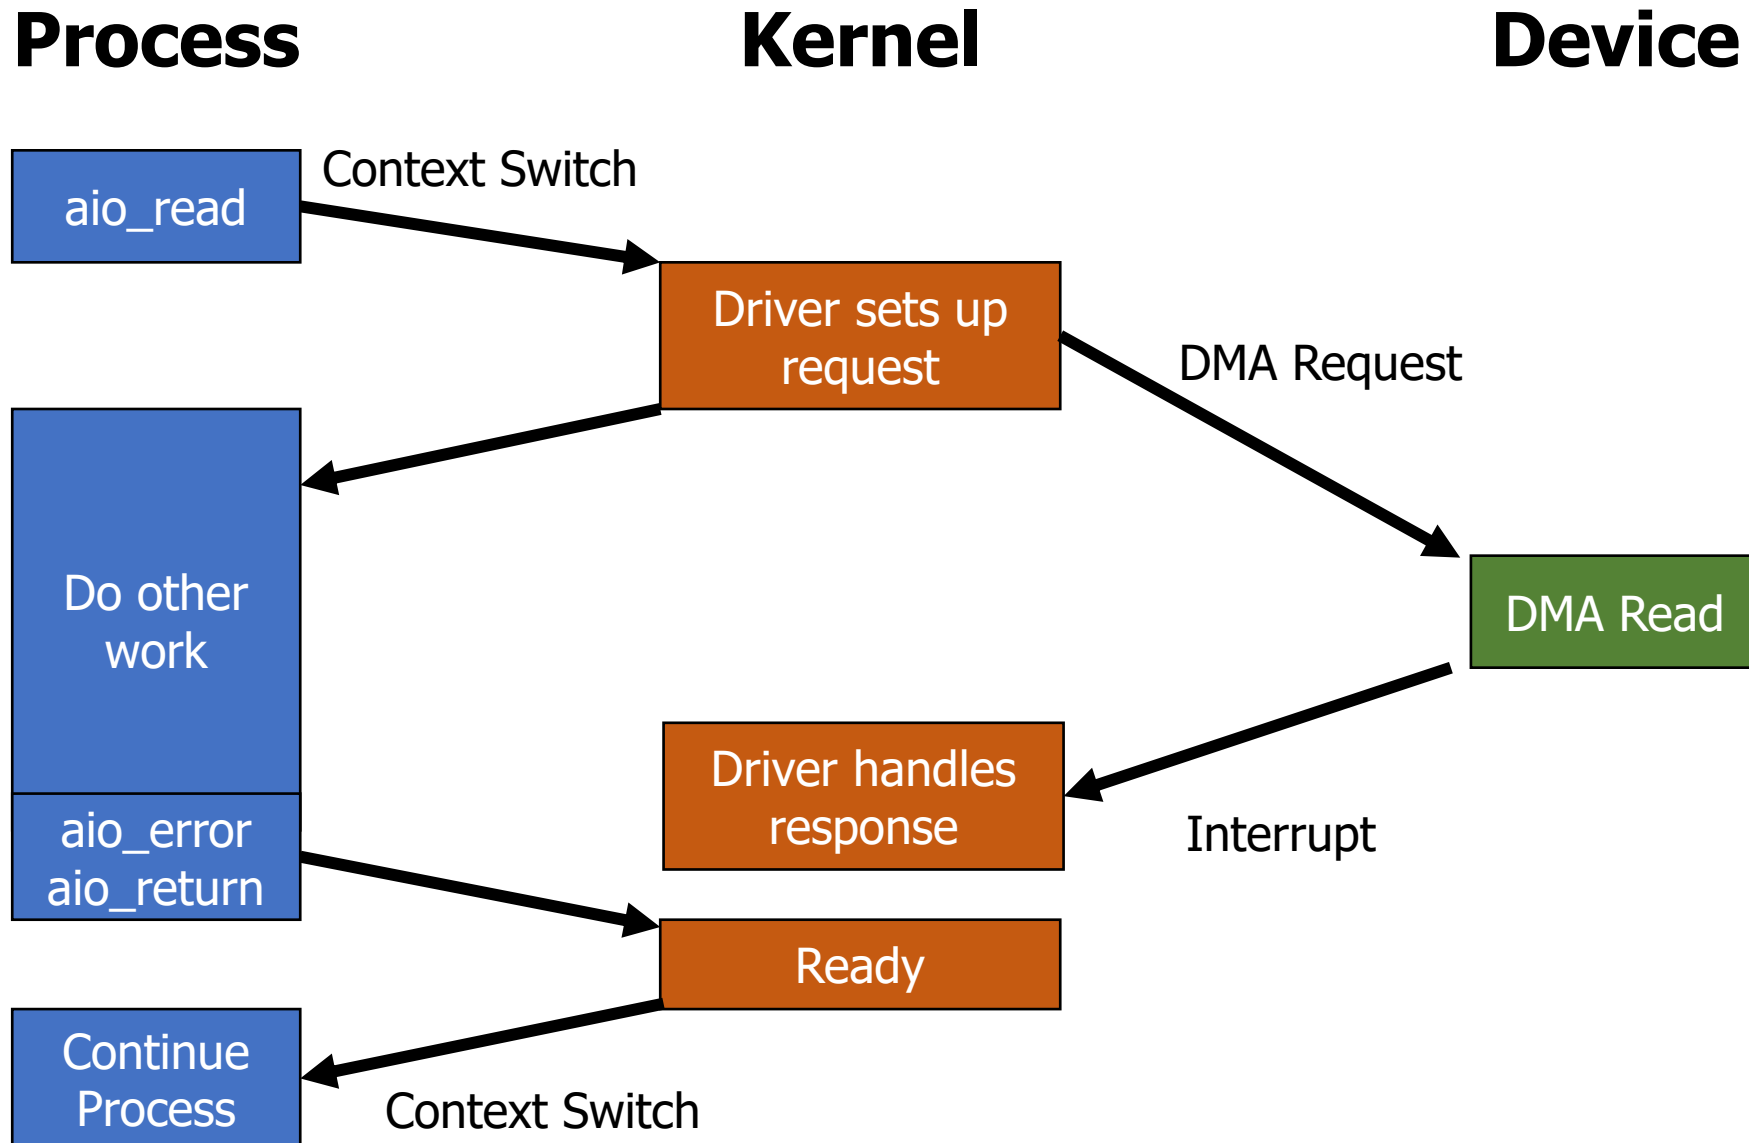 Process
Kernel
Device
Context Switch
aio_read
Driver sets up
request
DMA Request
Do other
work
DMA Read
Driver handles
response
Interrupt
aio_error
aio_return
Ready
Continue
Process
Context Switch